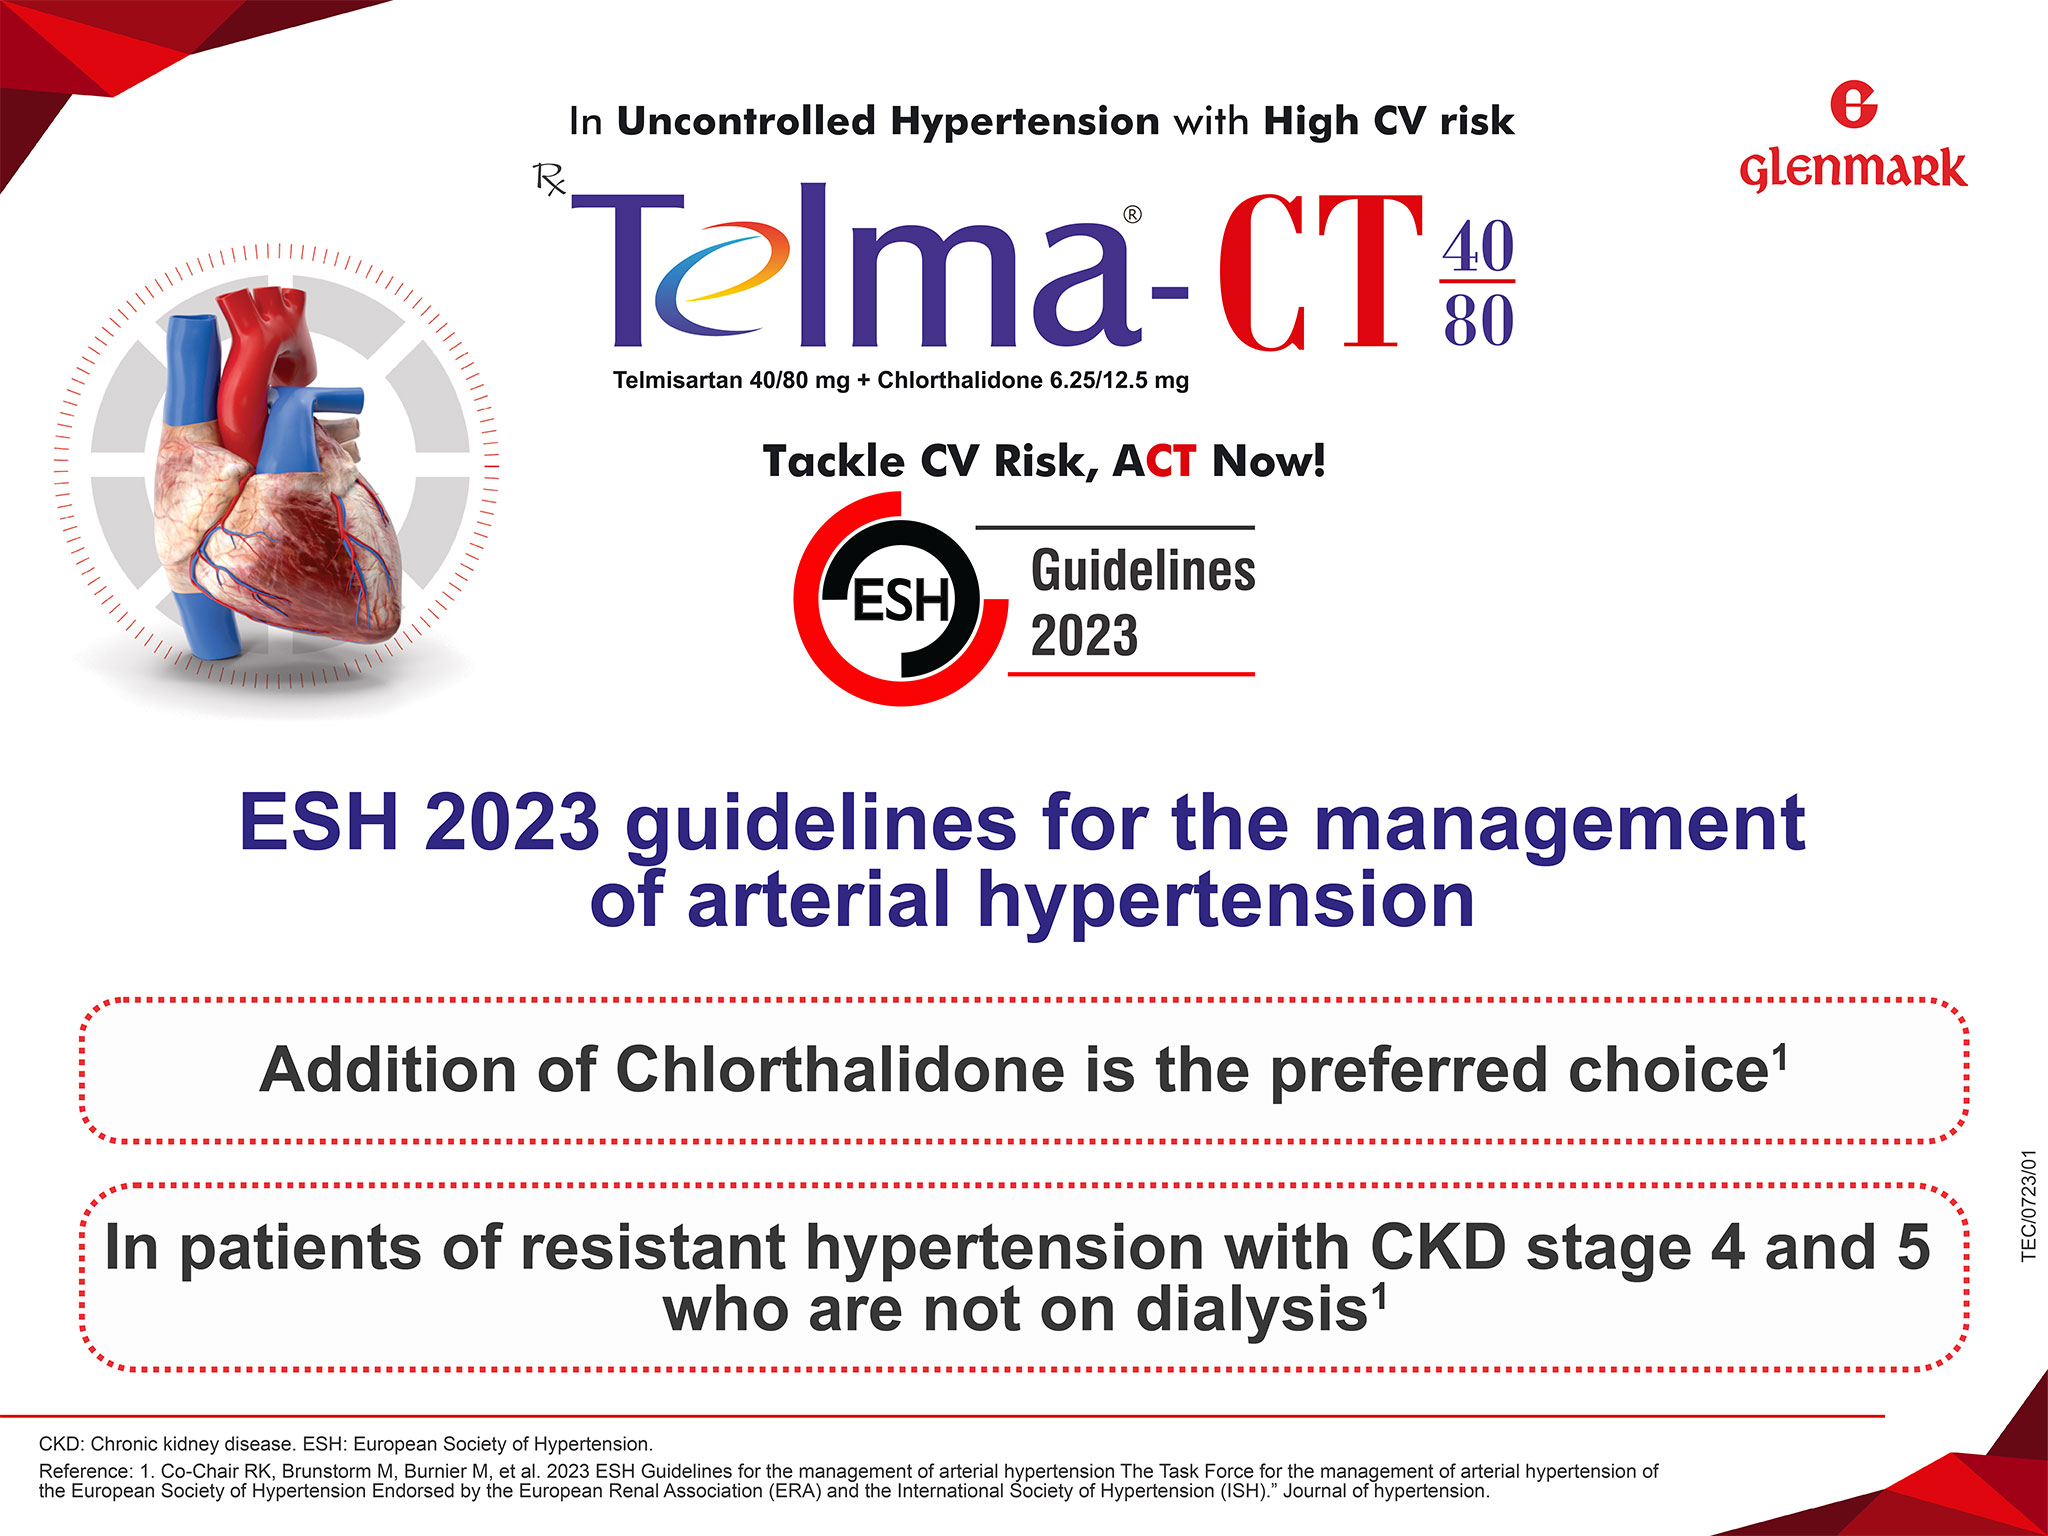 In Uncontrolled Hypertension with High CV risk
GLENMARK
Rx Telma®-CT 40
80
Telmisartan 40/80 mg + Chlorthalidone 6.25/12.5 mg
Tackle CV Risk, ACT Now!
ESH
Guidelines
2023
ESH 2023 guidelines for the management
of arterial hypertension
Addition of Chlorthalidone is the preferred choice¹
In patients of resistant hypertension with CKD stage 4 and 5
who are not on dialysis¹
TEC/0723/01
CKD: Chronic kidney disease. ESH: European Society of Hypertension.
Reference: 1. Co-Chair RK, Brunstorm M, Burnier M, et al. 2023 ESH Guidelines for the management of arterial hypertension The Task Force for the management of arterial hypertension of
the European Society of Hypertension Endorsed by the European Renal Association (ERA) and the International Society of Hypertension (ISH).” Journal of hypertension.